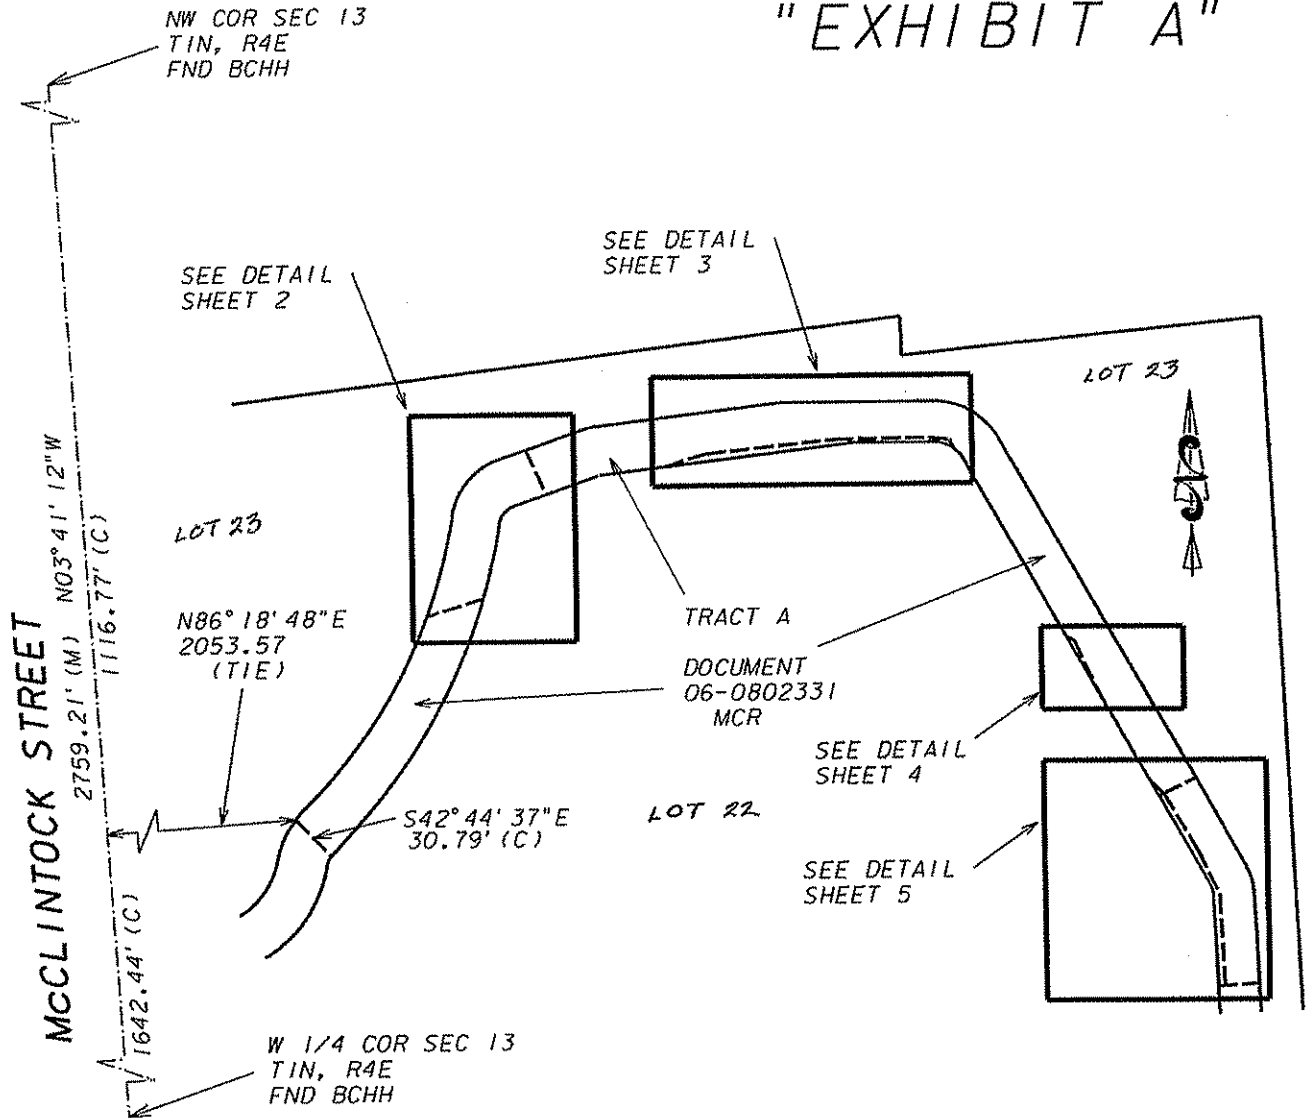 "EXHIBIT A"
NW COR SEC 13
T1N, R4E
FND BCHH
SEE DETAIL
SHEET 3
SEE DETAIL
SHEET 2
LOT 23
LOT 23
N86°18'48"E
2053.57
(TIE)
TRACT A
DOCUMENT
06-0802331
MCR
McCLINTOCK STREET
2759.21'(M) N03°41'12"W
1116.77'(C)
SEE DETAIL
SHEET 4
LOT 22
S42°44'37"E
30.79'(C)
SEE DETAIL
SHEET 5
1642.44'(C)
W 1/4 COR SEC 13
T1N, R4E
FND BCHH